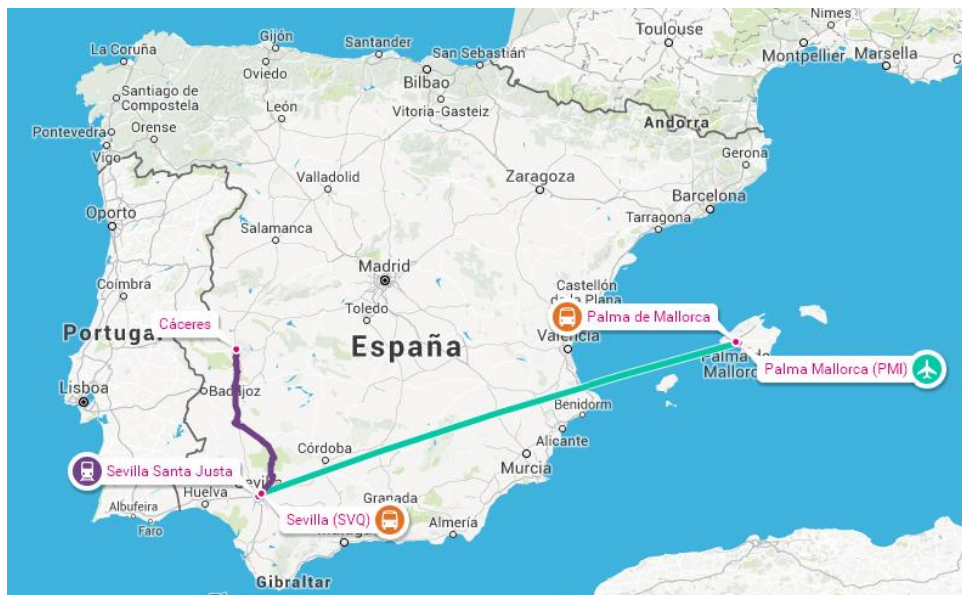 Nimes
Toulouse
Gijón
Santander
La Coruña
San Sebastián
Montpellier
Marsella
Oviedo
Bilbao
Santiago de
Compostela
León
Vitoria-Gasteiz
Andorra
Pontevedra
Orense
Vigo
Gerona
Valladolid
Zaragoza
Barcelona
Oporto
Tarragona
Salamanca
Madrid
Coímbra
Castellón
de la Plana
Toledo
Palma de Mallorca
Cáceres
Portugal
España
Valencia
Palma de
Mallorca
Palma Mallorca (PMI)
Lisboa
Badajoz
Benidorm
Córdoba
Alicante
Sevilla Santa Justa
Murcia
Sevilla
Huelva
Granada
Albufeira
Sevilla (SVQ)
Almería
Faro
Gibraltar